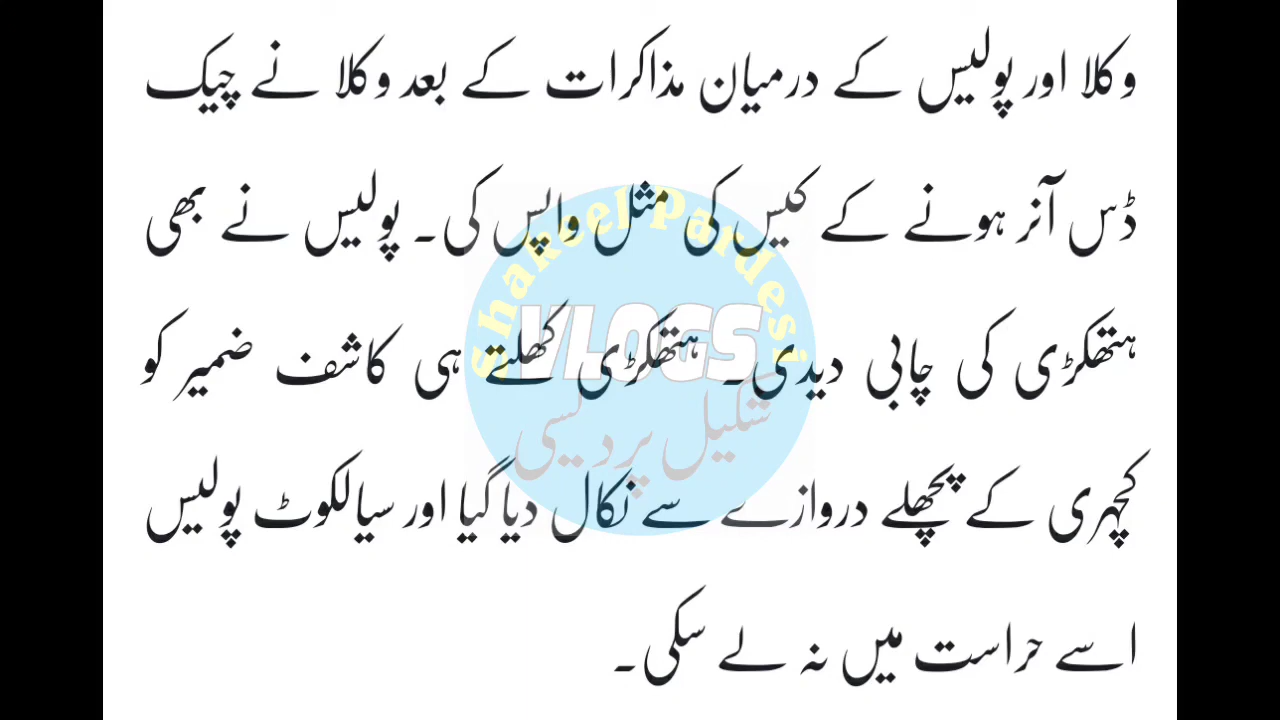 وکلا اور پولیس کے درمیان مذاکرات کے بعد وکلا نے چیک
ڈس آنر ہونے کے کیس کی مثل واپس کی۔ پولیس نے بھی
ہتھکڑی کی چابی دیدی۔ ہتھکڑی کھلتے ہی کاشف ضمیر کو
کچہری کے پچھلے دروازے سے نکال دیا گیا اور سیالکوٹ پولیس
اسے حراست میں نہ لے سکی۔
Shakeel Pardesi
VLOGS
شکیل پردیسی